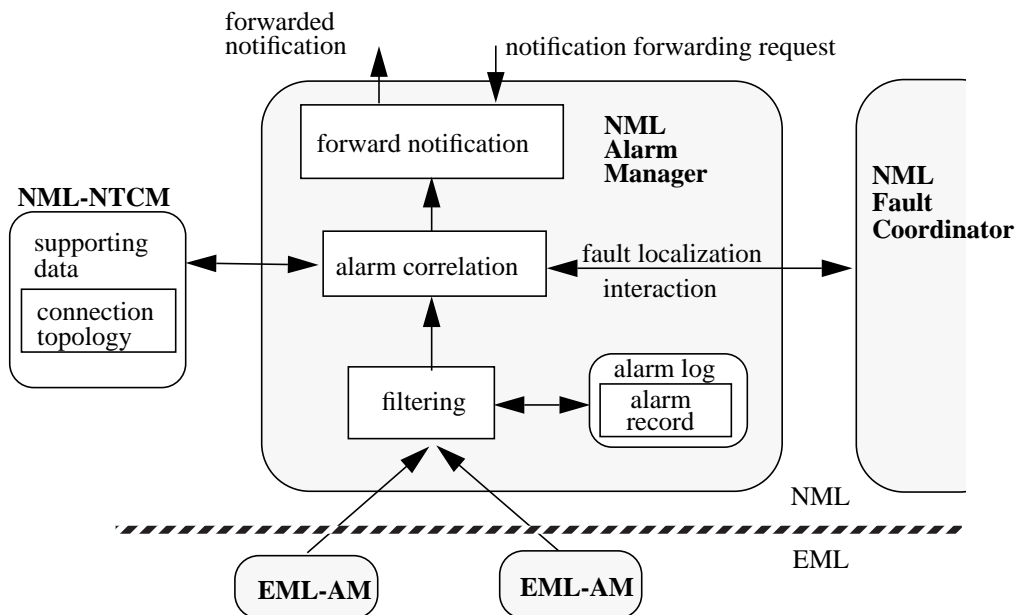 forwarded
notification
notification forwarding request
forward notification
NML
Alarm
Manager
NML
Fault
Coordinator
NML-NTCM
supporting
data
connection
topology
alarm correlation
fault localization
interaction
filtering
alarm log
alarm
record
NML
EML
EML-AM
EML-AM